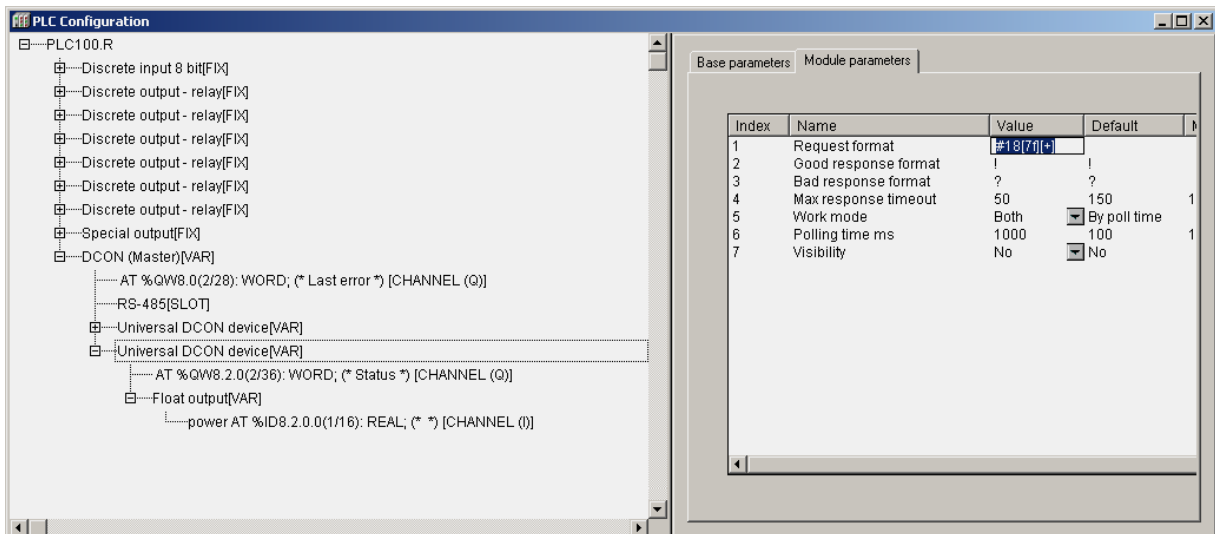 PLC Configuration
PLC100.R
Discrete input 8 bit[FIX]
Discrete output - relay[FIX]
Discrete output - relay[FIX]
Discrete output - relay[FIX]
Discrete output - relay[FIX]
Discrete output - relay[FIX]
Discrete output - relay[FIX]
Special output[FIX]
DCON (Master)[VAR]
AT %QW8.0(2/28): WORD; (* Last error *) [CHANNEL (Q)]
RS-485[SLOT]
Universal DCON device[VAR]
Universal DCON device[VAR]
AT %QW8.2.0(2/36): WORD; (* Status *) [CHANNEL (Q)]
Float output[VAR]
power AT %ID8.2.0.0(1/16): REAL; (* *) [CHANNEL (I)]
Base parameters Module parameters
Index Name Value Default
1 Request format #18[7f][+]
2 Good response format ! !
3 Bad response format ? ?
4 Max response timeout 50 150 1
5 Work mode Both By poll time
6 Polling time ms 1000 100 1
7 Visibility No No